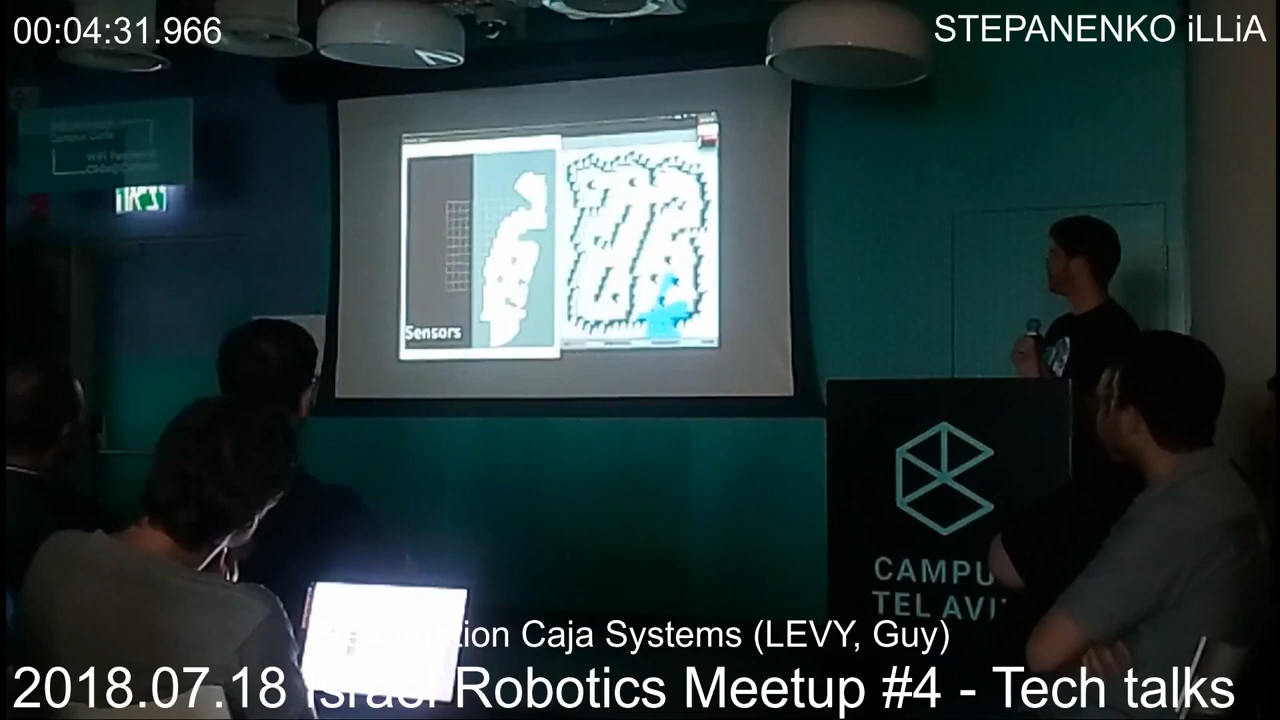 00:04:31.966
STEPANENKO iLLiA
Sensors
CAMPU
TEL AVI
Caja Systems (LEVY, Guy)
2018.07.18 Israel Robotics Meetup #4 - Tech talks